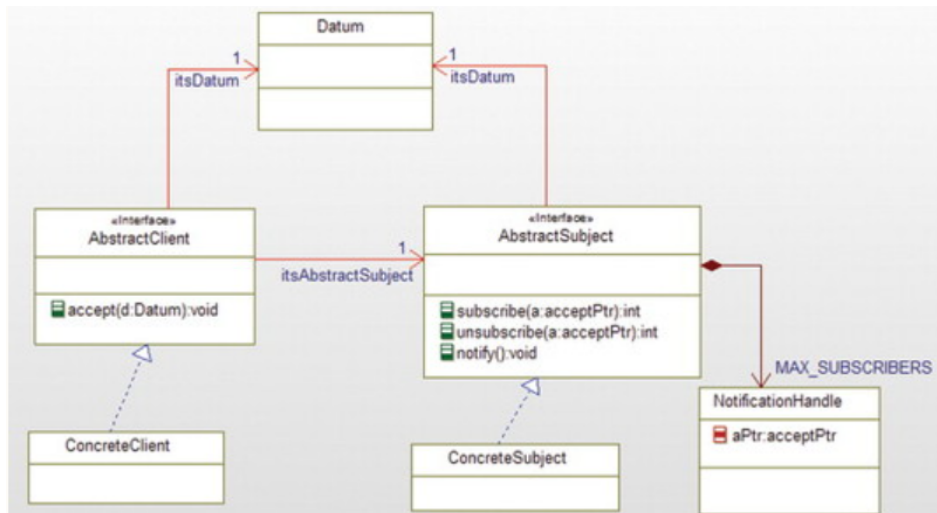 Datum
1
itsDatum
1
itsDatum
«Interface»
AbstractClient
accept(d:Datum):void
1
itsAbstractSubject
«Interface»
AbstractSubject
subscribe(a:acceptPtr):int
unsubscribe(a:acceptPtr):int
notify():void
MAX_SUBSCRIBERS
NotificationHandle
aPtr:acceptPtr
ConcreteClient
ConcreteSubject